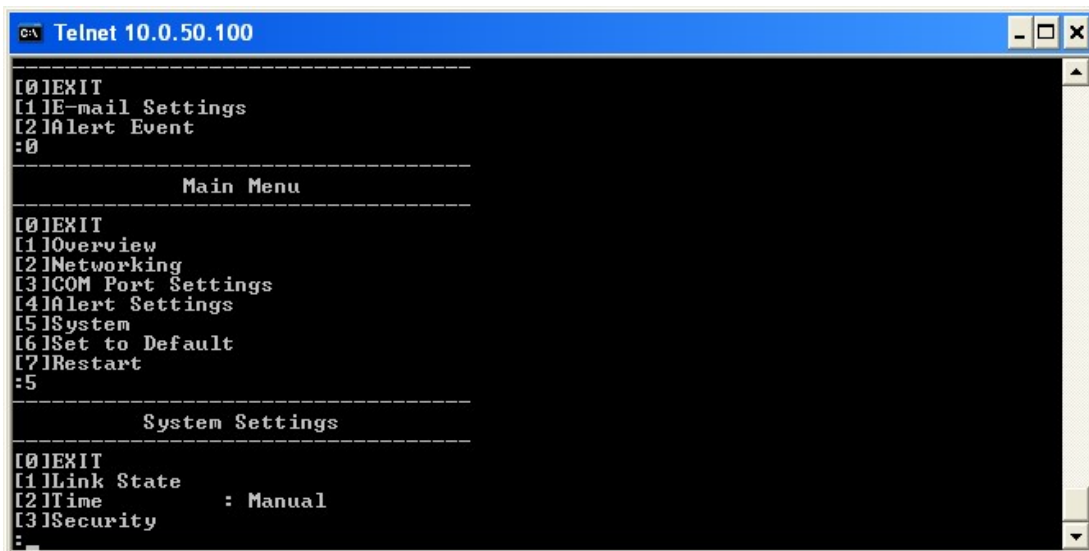 Telnet 10.0.50.100
[0]EXIT
[1]E-mail Settings
[2]Alert Event
:0
Main Menu
[0]EXIT
[1]Overview
[2]Networking
[3]COM Port Settings
[4]Alert Settings
[5]System
[6]Set to Default
[7]Restart
:5
System Settings
[0]EXIT
[1]Link State
[2]Time : Manual
[3]Security
:_